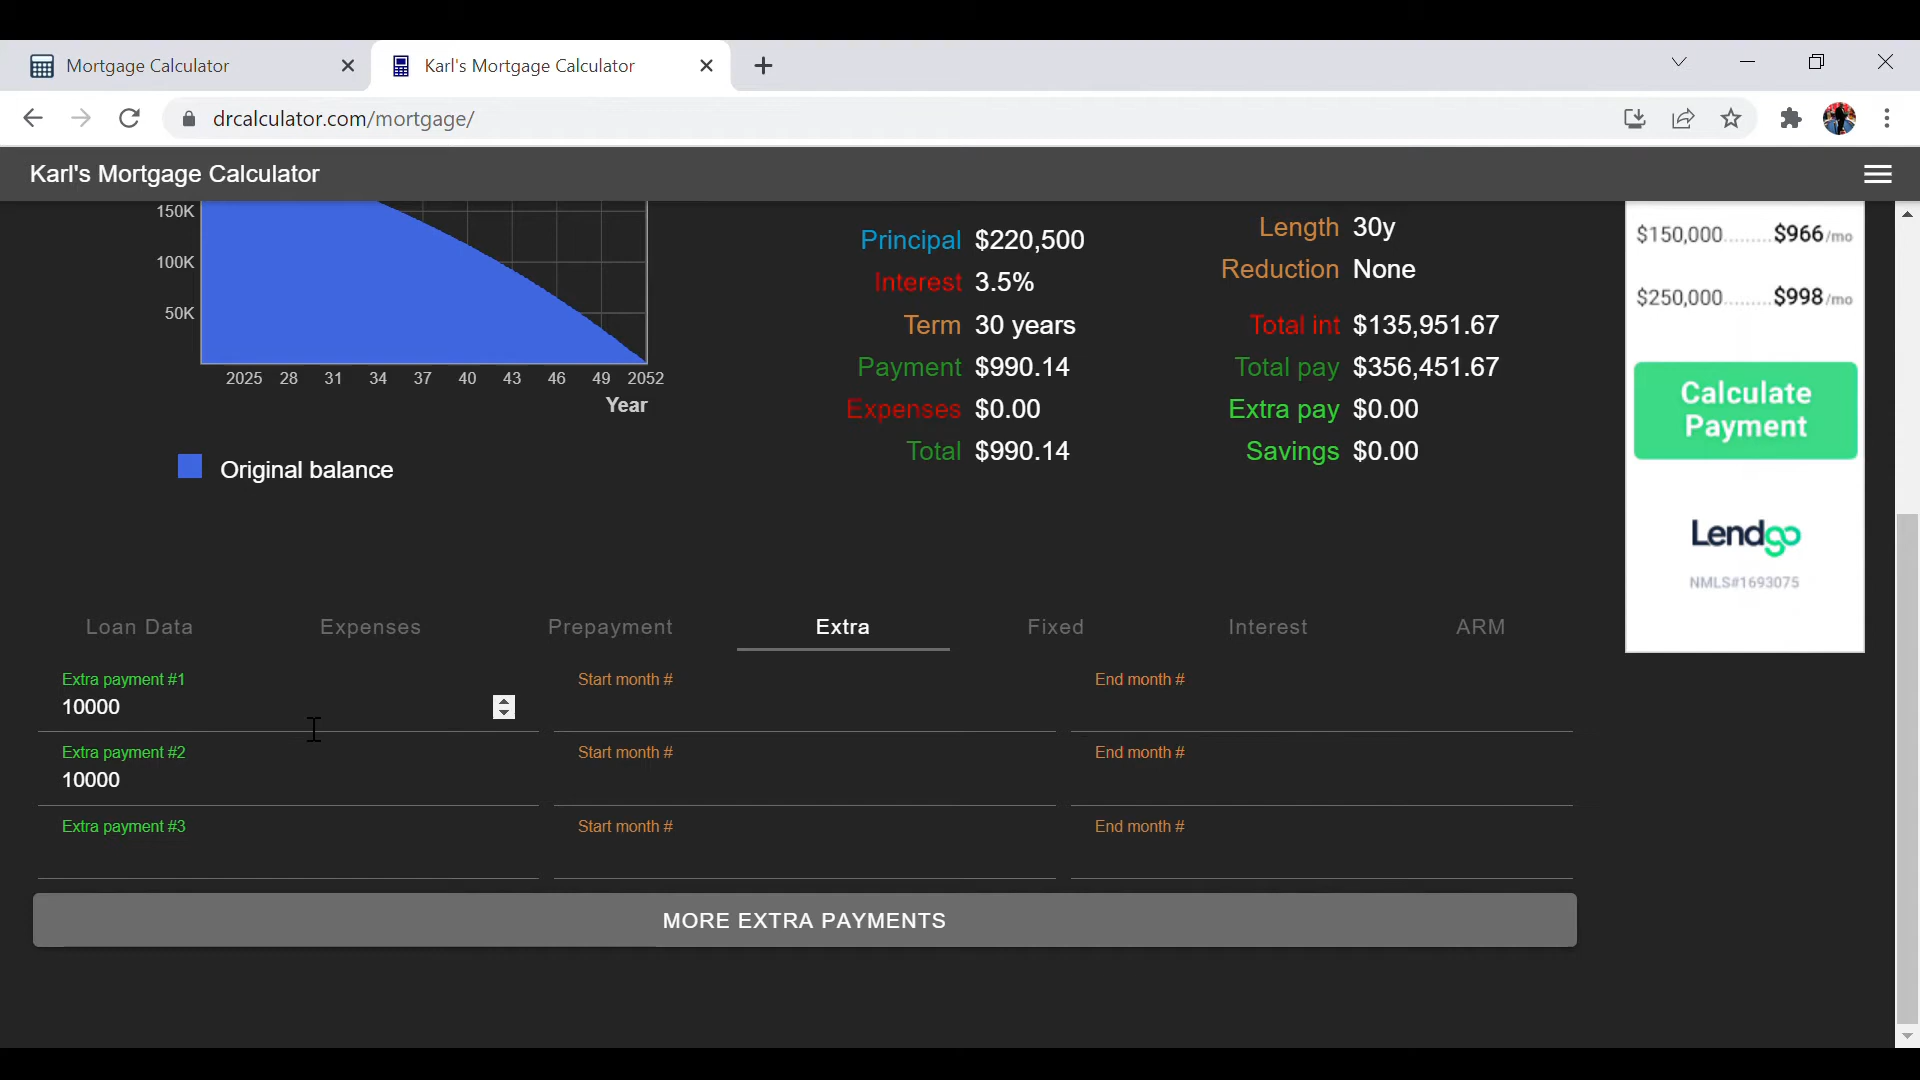 Mortgage Calculator
Karl's Mortgage Calculator
drcalculator.com/mortgage/
Karl's Mortgage Calculator
150K
100K
50K
2025 28 31 34 37 40 43 46 49 2052
Year
Original balance
Principal $220,500
Interest 3.5%
Term 30 years
Payment $990.14
Expenses $0.00
Total $990.14
Length 30y
Reduction None
Total int $135,951.67
Total pay $356,451.67
Extra pay $0.00
Savings $0.00
$150,000........$966/mo
$250,000........$998/mo
Calculate
Payment
Lendgo
NMLS#1693075
Loan Data Expenses Prepayment Extra Fixed Interest ARM
Extra payment #1 Start month # End month #
10000
Extra payment #2 Start month # End month #
10000
Extra payment #3 Start month # End month #
MORE EXTRA PAYMENTS